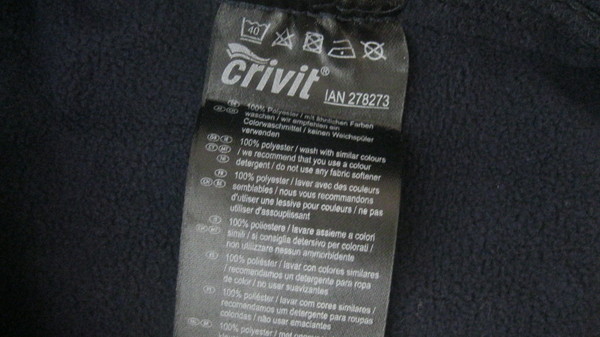 40
crivit®
IAN 278273
100% Polyester / mit ähnlichen Farben
waschen / wir empfehlen ein
Colorwaschmittel / keinen Weichspüler
verwenden
100% polyester / wash with similar colours
/ we recommend that you use a colour
detergent / do not use any fabric softener
100% polyester / laver avec des couleurs
semblables / nous vous recommandons
d'utiliser une lessive pour couleurs / ne pas
d'utiliser d'assouplissant
100% poliestere / lavare assieme a colori
simili / si consiglia detersivo per colorati /
non utilizzare nessun ammorbidente
100% poliéster / lavar con colores similares
/ recomendamos un detergente para ropa
de color / no usar suavizantes
100% poliéster / lavar com cores similares /
recomendamos um detergente para roupas
coloridas / não usar amaciantes
100% polyester / met